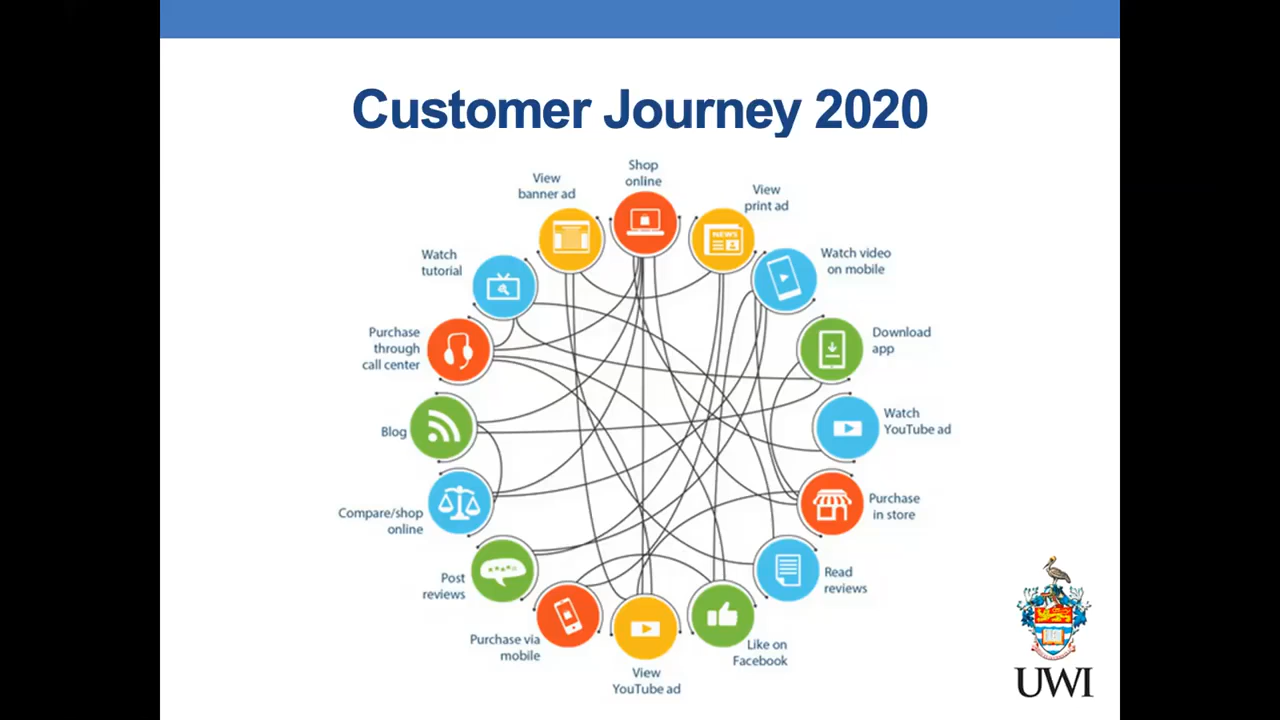 Customer Journey 2020
Shop
online
View
banner ad
View
print ad
Watch
tutorial
Watch video
on mobile
Purchase
through
call center
Download
app
NEWS
Blog
Watch
YouTube ad
Compare/shop
online
Purchase
in store
Post
reviews
Read
reviews
Purchase via
mobile
Like on
Facebook
View
YouTube ad
UWI